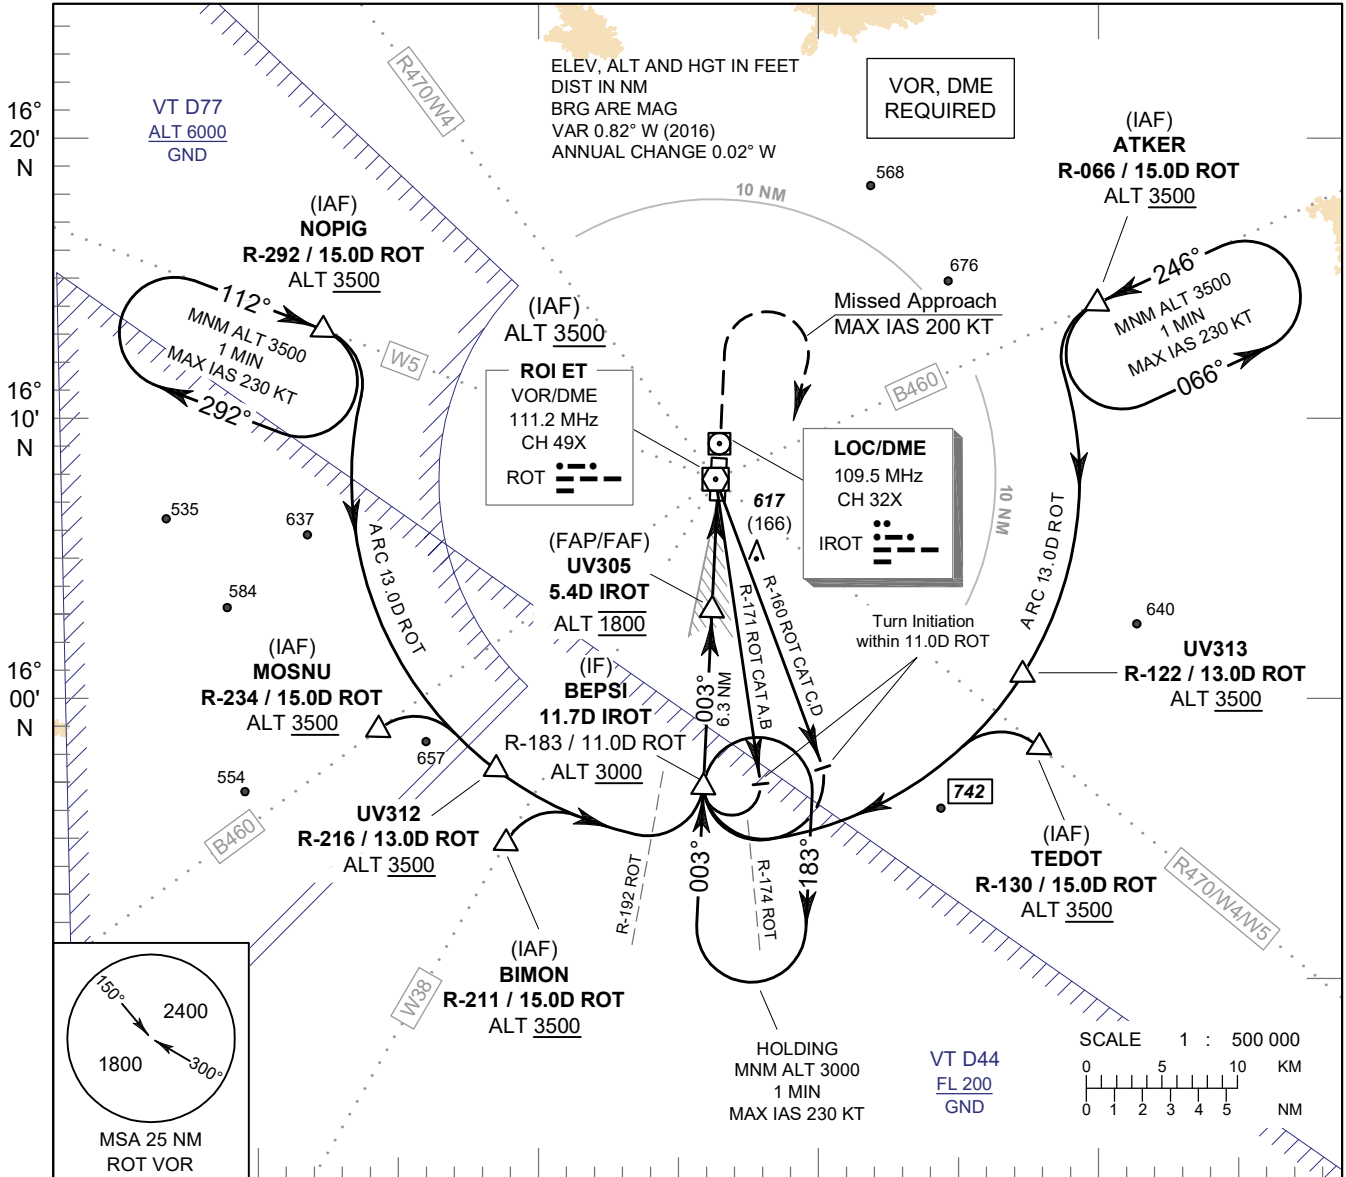 ELEV, ALT AND HGT IN FEET
DIST IN NM
BRG ARE MAG
VAR 0.82° W (2016)
ANNUAL CHANGE 0.02° W
VOR, DME
REQUIRED
16°
20'
N
VT D77
ALT 6000
GND
R470/W4
10 NM
568
(IAF)
ATKER
R-066 / 15.0D ROT
ALT 3500
(IAF)
NOPIG
R-292 / 15.0D ROT
ALT 3500
676
246°
MNM ALT 3500
1 MIN
MAX IAS 230 KT
066°
112°
MNM ALT 3500
1 MIN
MAX IAS 230 KT
292°
(IAF)
ALT 3500
Missed Approach
MAX IAS 200 KT
W5
B460
16°
10'
N
ROI ET
VOR/DME
111.2 MHz
CH 49X
ROT
LOC/DME
109.5 MHz
CH 32X
IROT
10 NM
535
637
617
(166)
ARC 13.0D ROT
ARC 13.0D ROT
(FAP/FAF)
UV305
5.4D IROT
ALT 1800
R-171 ROT CAT A,B
R-160 ROT CAT C,D
584
Turn Initiation
within 11.0D ROT
640
16°
00'
N
(IAF)
MOSNU
R-234 / 15.0D ROT
ALT 3500
(IF)
BEPSI
11.7D IROT
R-183 / 11.0D ROT
ALT 3000
003°
6.3 NM
UV313
R-122 / 13.0D ROT
ALT 3500
657
554
742
UV312
R-216 / 13.0D ROT
ALT 3500
B460
(IAF)
TEDOT
R-130 / 15.0D ROT
ALT 3500
R-192 ROT
003°
R-174 ROT
183°
R470/W4/W5
(IAF)
BIMON
R-211 / 15.0D ROT
ALT 3500
W38
150°
2400
1800
300°
MSA 25 NM
ROT VOR
HOLDING
MNM ALT 3000
1 MIN
MAX IAS 230 KT
VT D44
FL 200
GND
SCALE 1 : 500 000
0 5 10 KM
0 1 2 3 4 5 NM